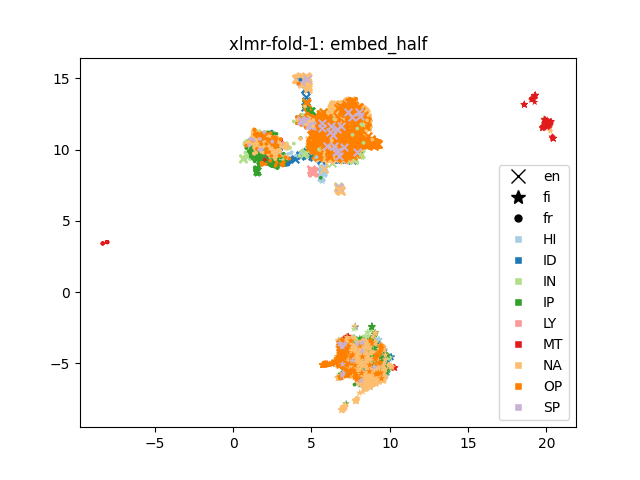 xlmr-fold-1: embed_half
15
10
5
0
−5
−5
0
5
10
15
20
en
fi
fr
HI
ID
IN
IP
LY
MT
NA
OP
SP